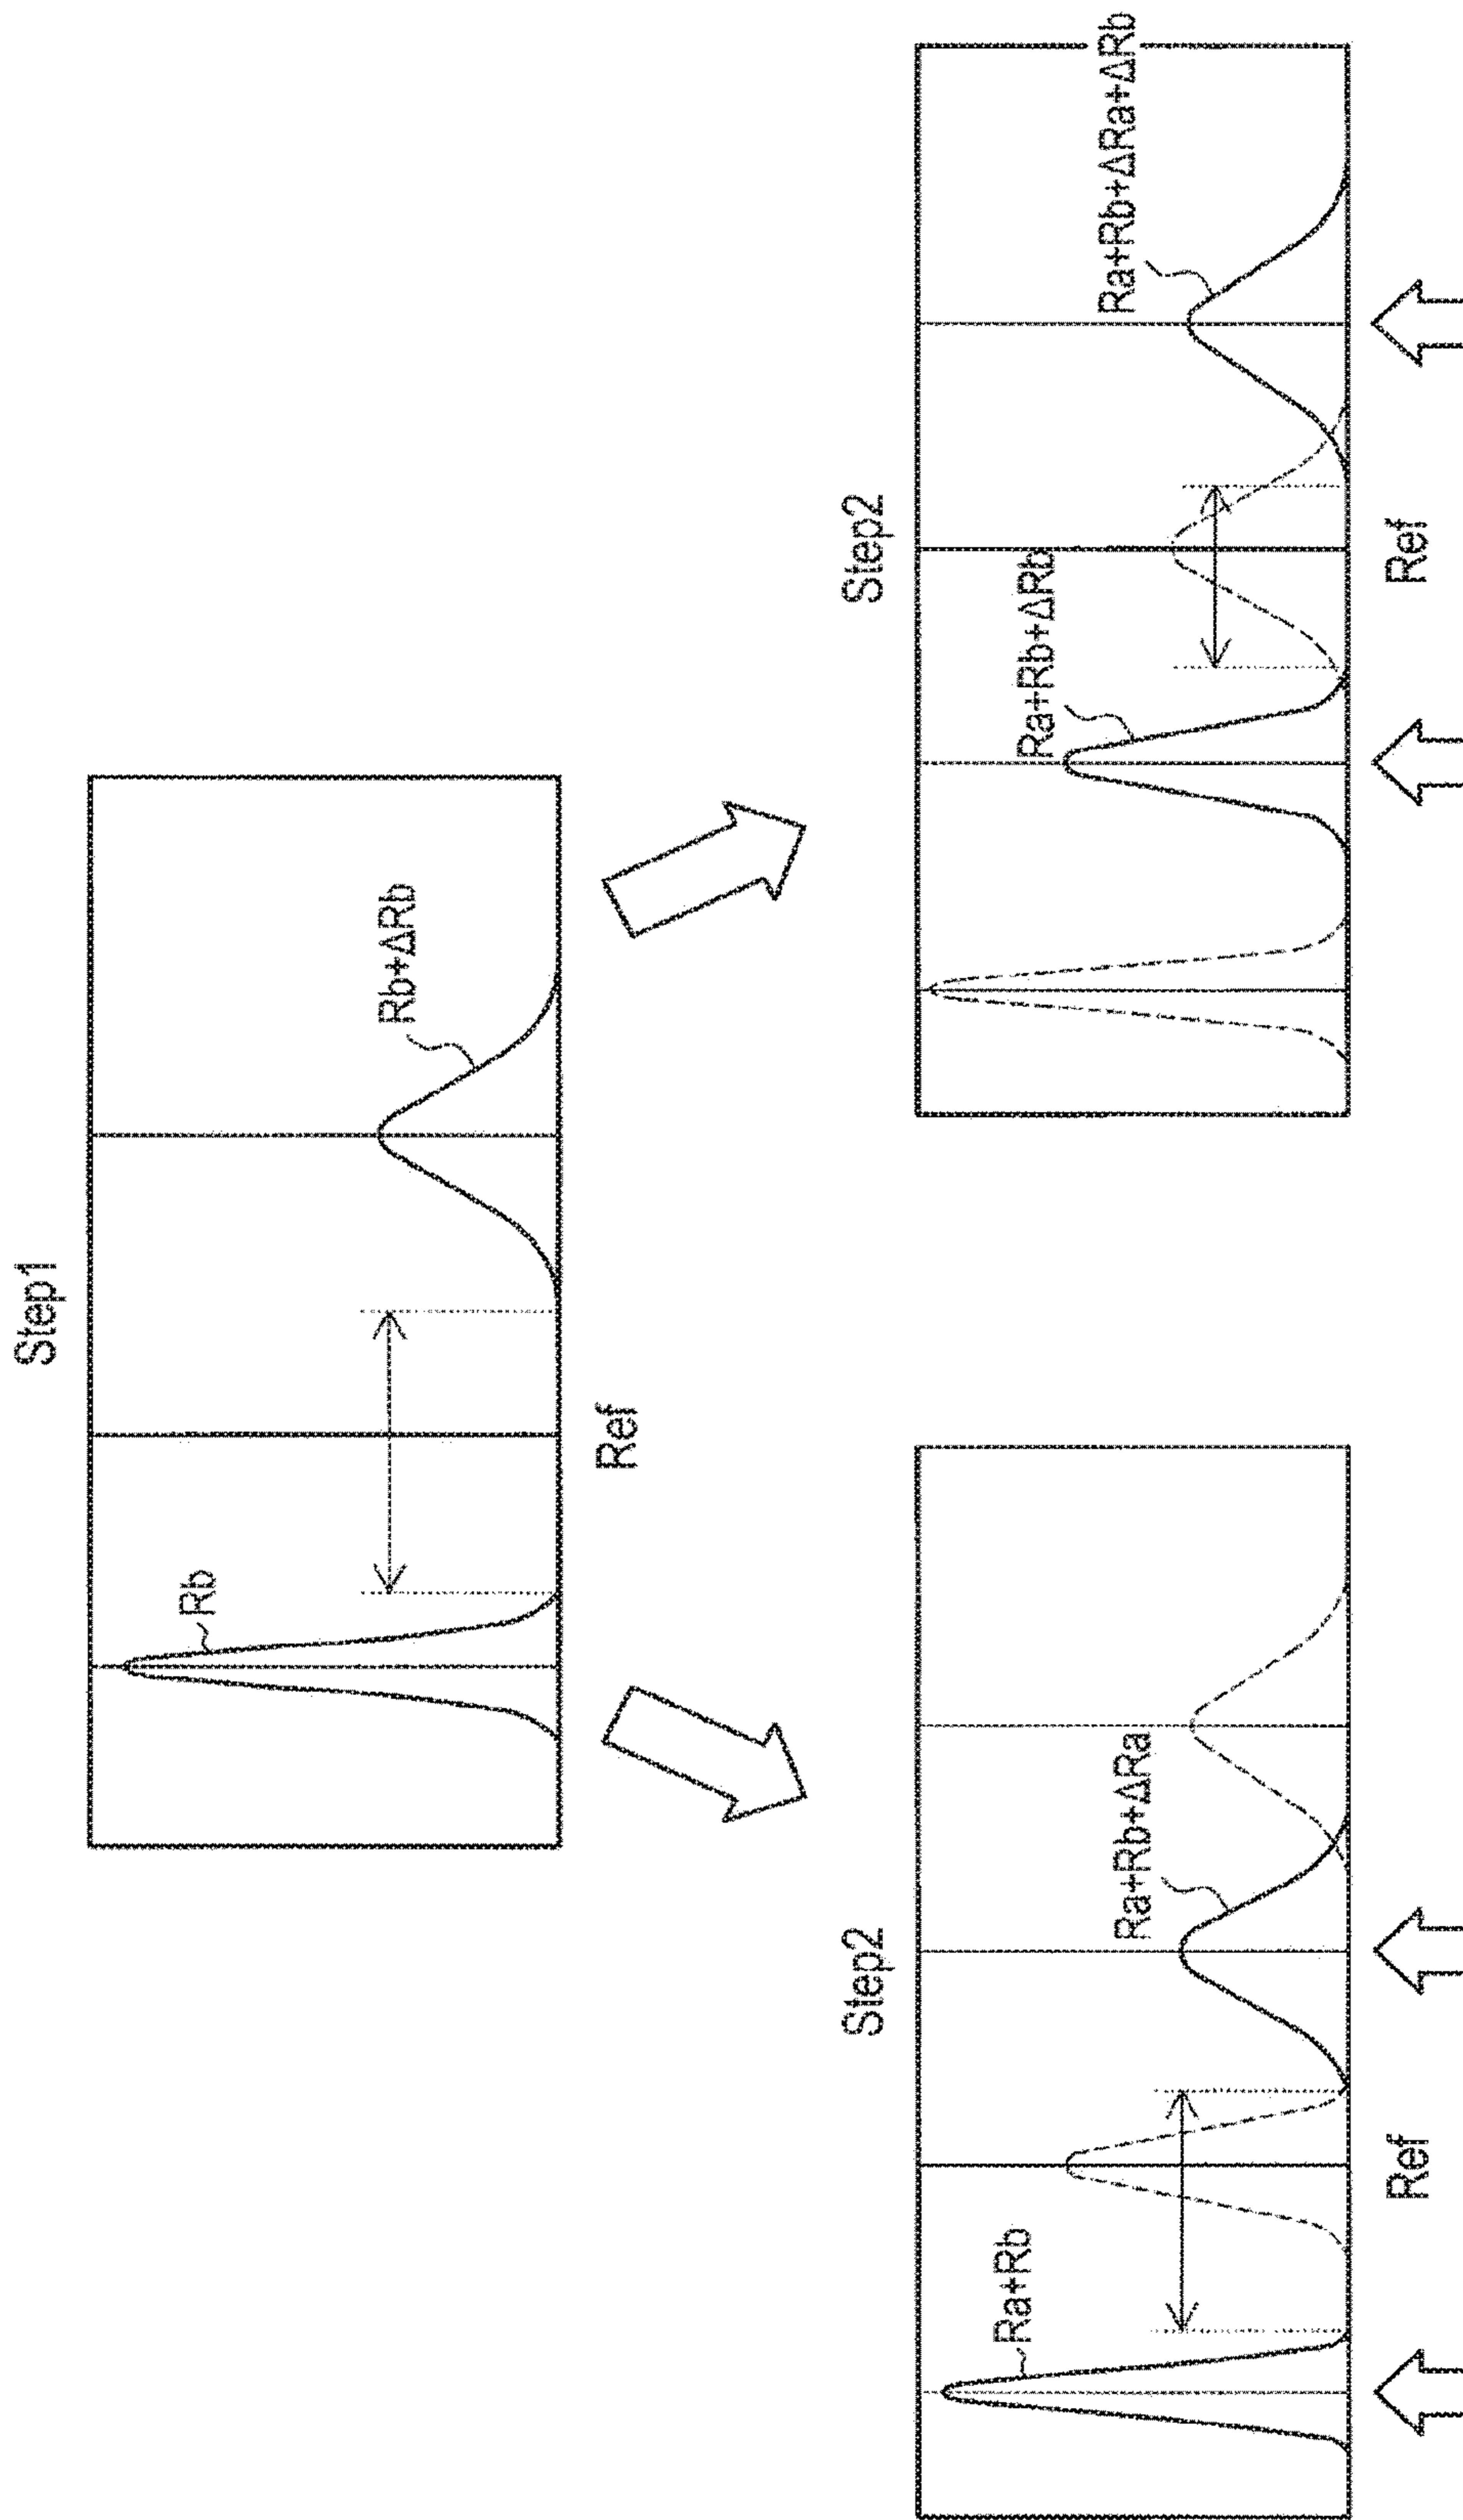 Step1
Rb
Rb+ΔRb
Ref
Step2
Ra+Rb
Ra+Rb+ΔRa
Ref
Step2
Ra+Rb+ΔRb
Ra+Rb+ΔRa+ΔRb
Ref